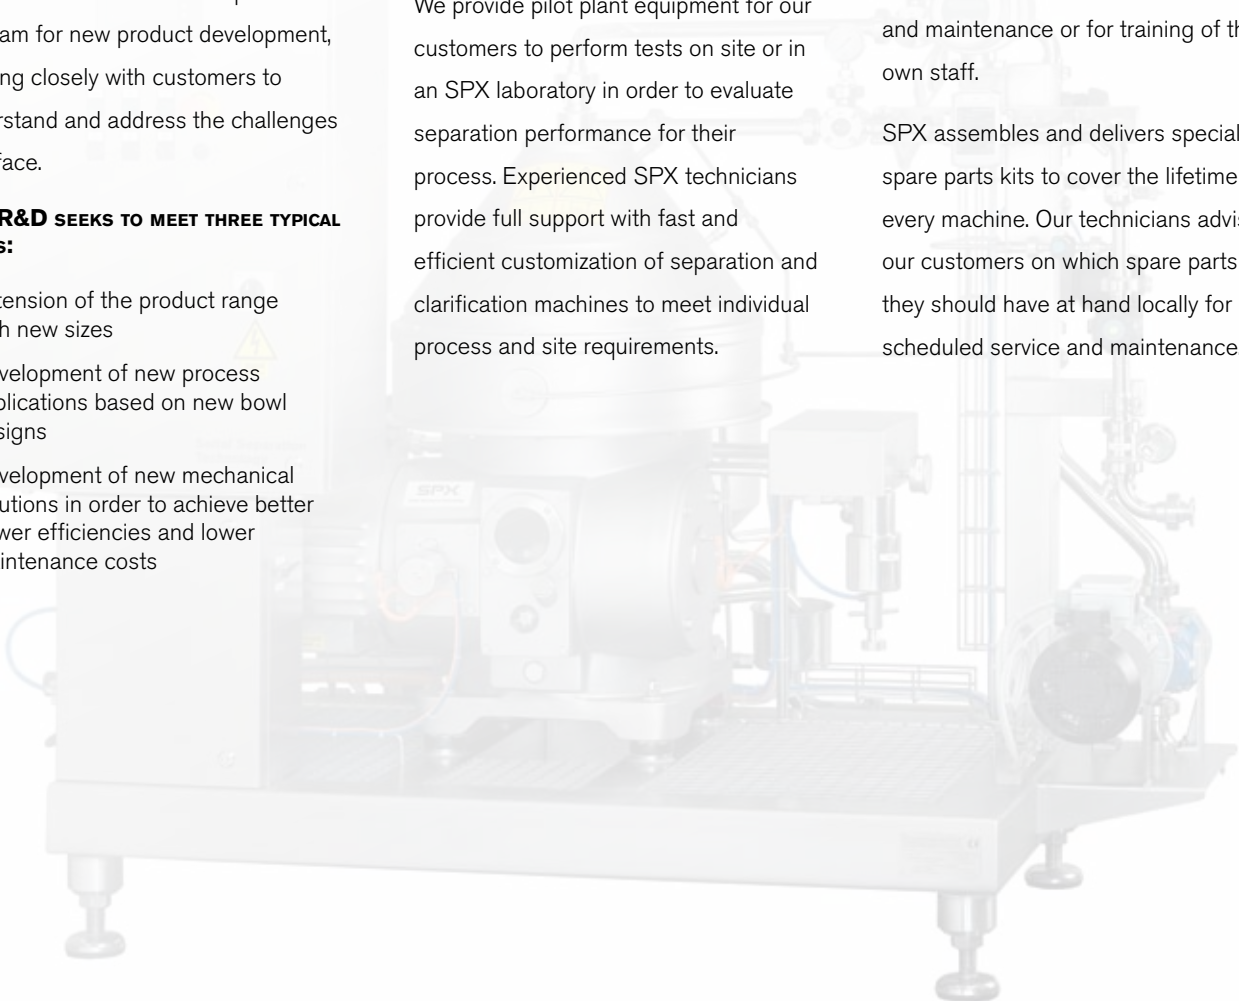 am for new product development,
ng closely with customers to
rstand and address the challenges
face.
R&D SEEKS TO MEET THREE TYPICAL
s:
tension of the product range
h new sizes
velopment of new process
plications based on new bowl
signs
velopment of new mechanical
utions in order to achieve better
wer efficiencies and lower
intenance costs
We provide pilot plant equipment for our
customers to perform tests on site or in
an SPX laboratory in order to evaluate
separation performance for their
process. Experienced SPX technicians
provide full support with fast and
efficient customization of separation and
clarification machines to meet individual
process and site requirements.
and maintenance or for training of th
own staff.
SPX assembles and delivers special
spare parts kits to cover the lifetime
every machine. Our technicians advis
our customers on which spare parts
they should have at hand locally for
scheduled service and maintenance
SPX